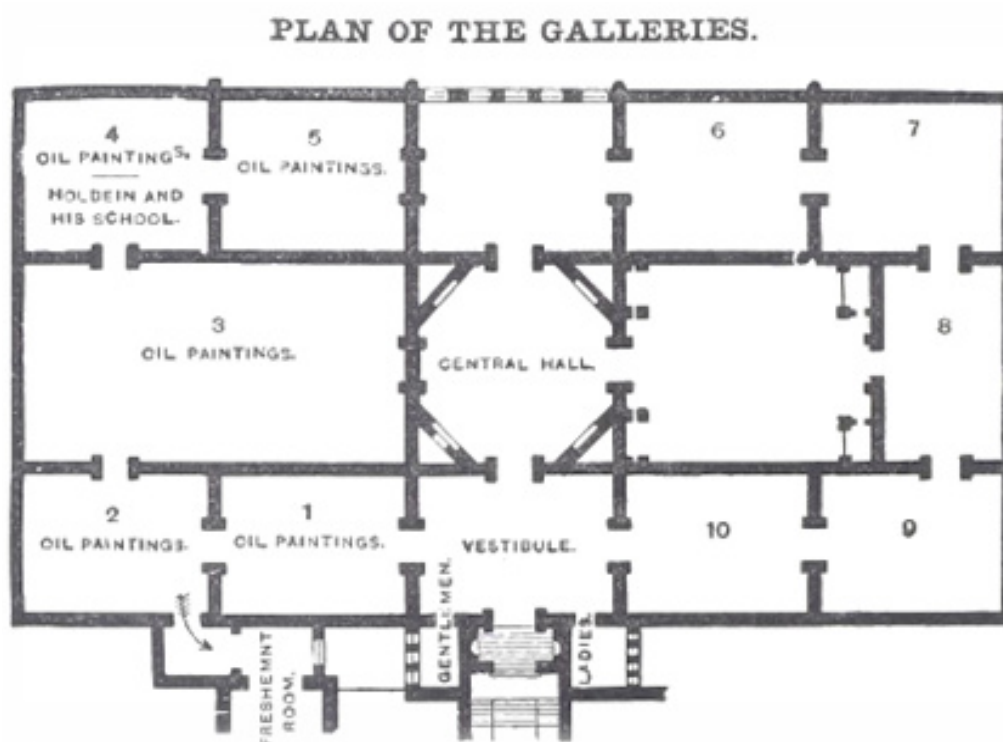 PLAN OF THE GALLERIES.
4
OIL PAINTINGS.
HOLBEIN AND
HIS SCHOOL.
5
OIL PAINTINGS.
6
7
3
OIL PAINTINGS.
CENTRAL HALL.
8
2
OIL PAINTINGS.
1
OIL PAINTINGS.
VESTIBULE.
10
9
GENTLEMEN.
LADIES.
FRESHEMNT
ROOM.